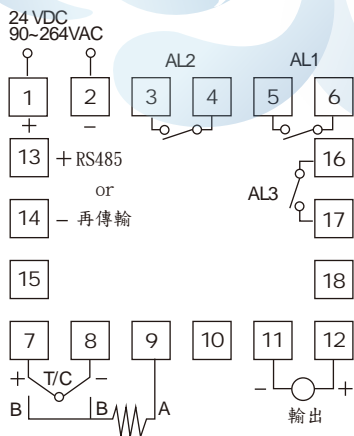 24 VDC
90~264VAC
AL2 AL1
1 2 3 4 5 6
+ −
13 + RS485 16
or
AL3
14 − 再傳輸 17
15 18
7 8 9 10 11 12
+ T/C − − +
B B A
輸出